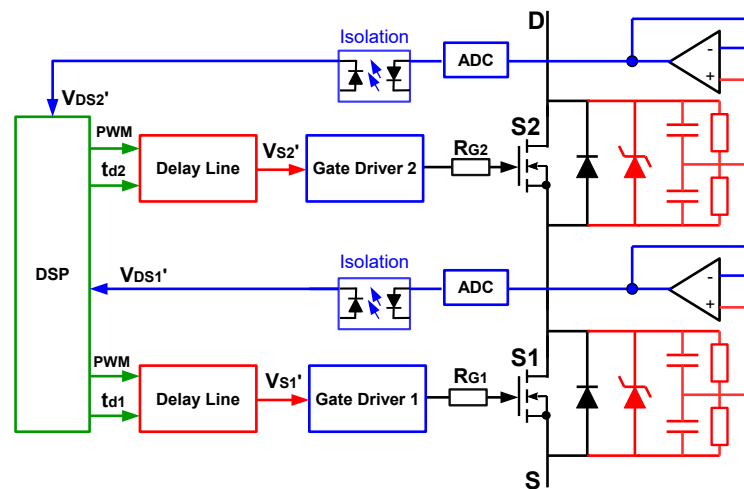 D
Isolation
ADC
-
+
VDS2'
PWM
td2
Delay Line
VS2'
Gate Driver 2
RG2
S2
DSP
Isolation
VDS1'
ADC
-
+
PWM
td1
Delay Line
VS1'
Gate Driver 1
RG1
S1
S